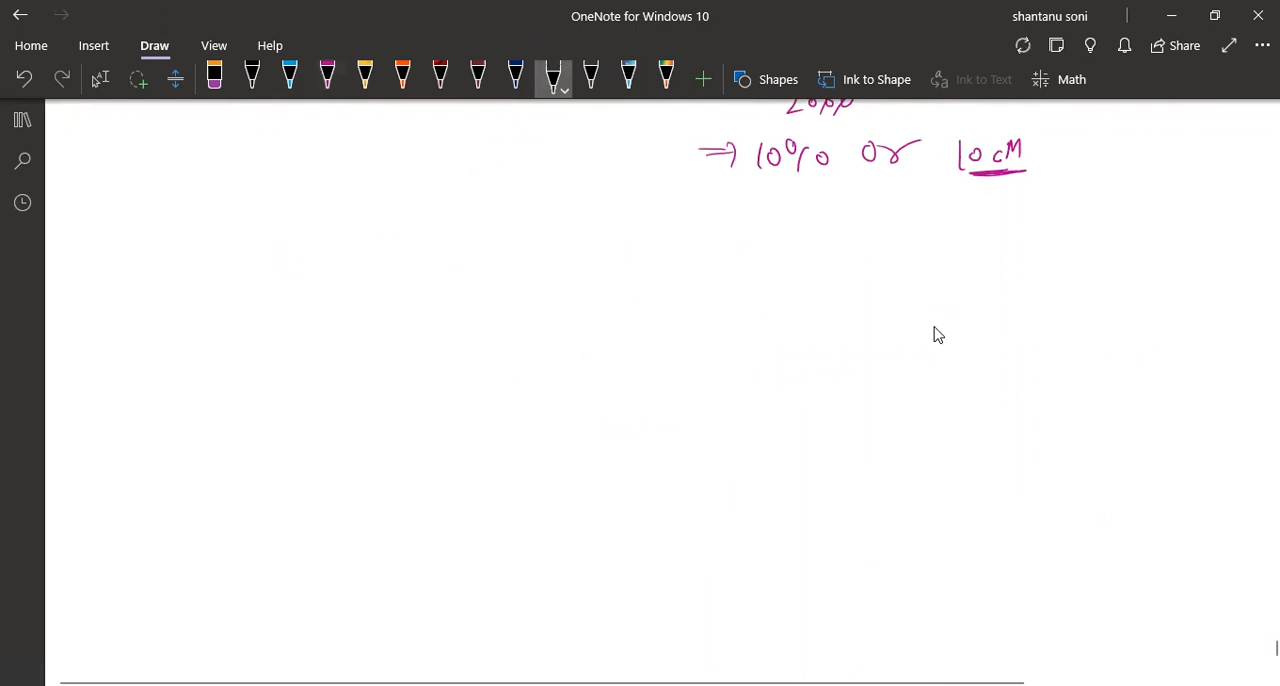 OneNote for Windows 10
shantanu soni
Home Insert Draw View Help
Share
Shapes Ink to Shape Ink to Text Math
⇒ 10% or 10 cM